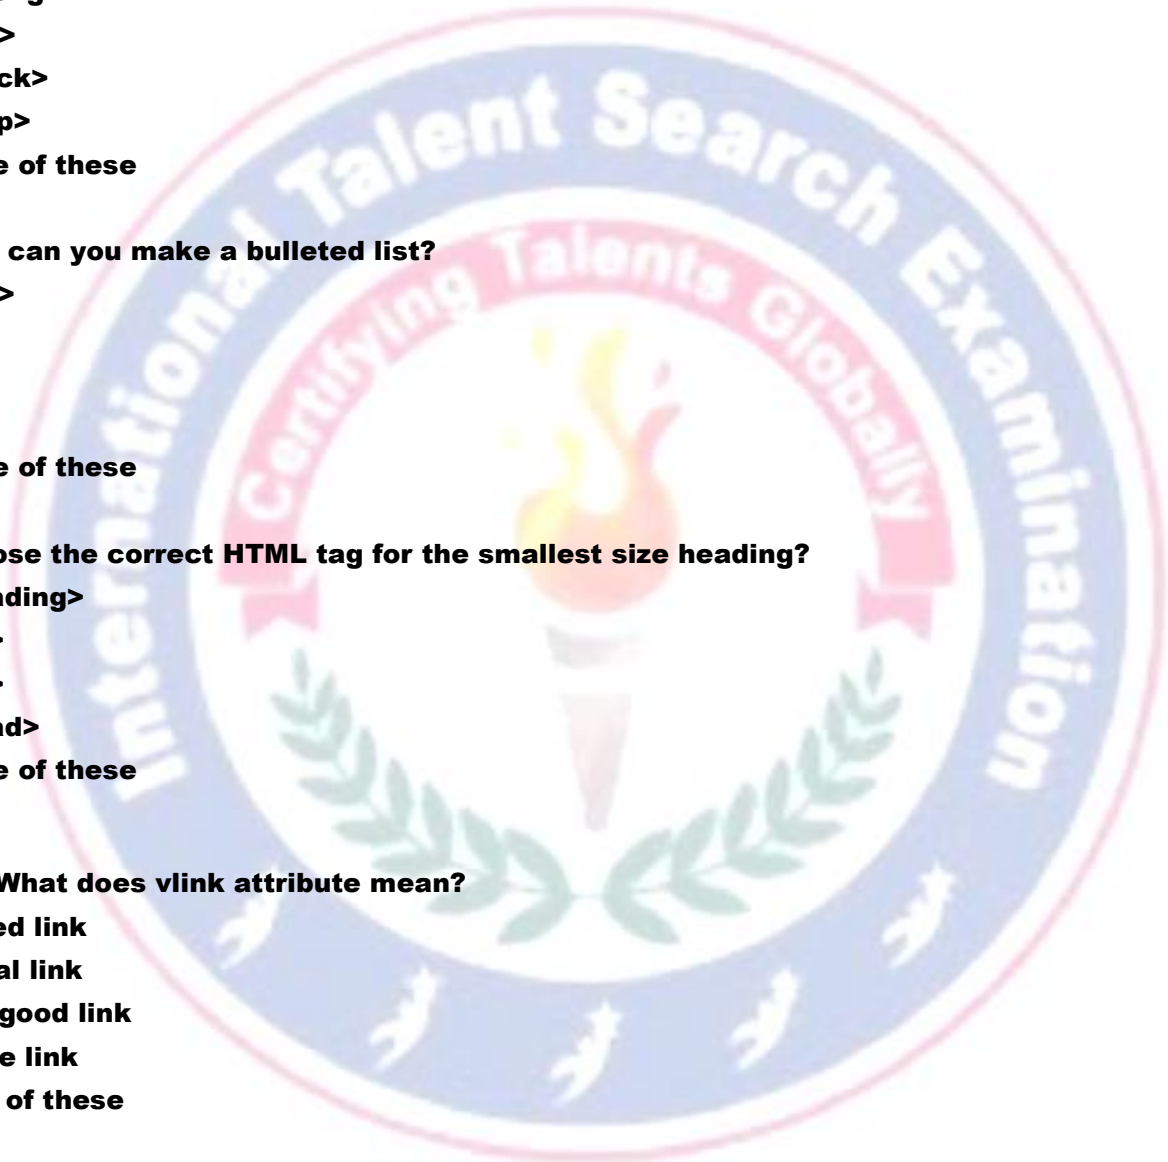 >
ck>
p>
e of these
can you make a bulleted list?
>
e of these
ose the correct HTML tag for the smallest size heading?
ading>
ad>
e of these
What does vlink attribute mean?
ed link
al link
good link
e link
of these
International Talent Search Examination
Certifying Talents Globally